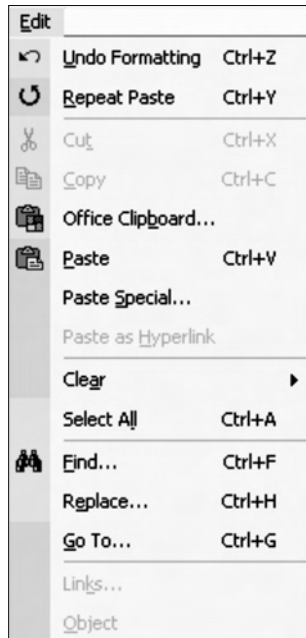 Edit
Undo Formatting Ctrl+Z
Repeat Paste Ctrl+Y
Cut Ctrl+X
Copy Ctrl+C
Office Clipboard...
Paste Ctrl+V
Paste Special...
Paste as Hyperlink
Clear
Select All Ctrl+A
Find... Ctrl+F
Replace... Ctrl+H
Go To... Ctrl+G
Links...
Object